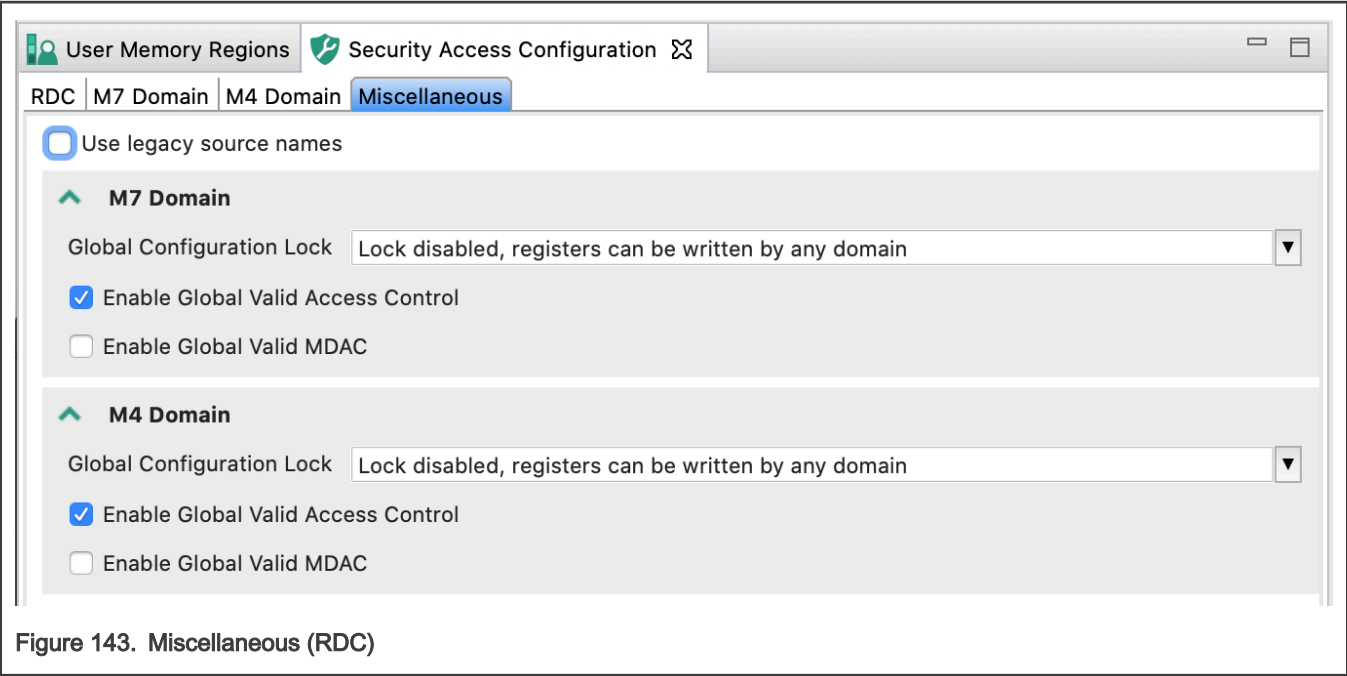 User Memory Regions Security Access Configuration
RDC M7 Domain M4 Domain Miscellaneous
Use legacy source names
M7 Domain
Global Configuration Lock Lock disabled, registers can be written by any domain
Enable Global Valid Access Control
Enable Global Valid MDAC
M4 Domain
Global Configuration Lock Lock disabled, registers can be written by any domain
Enable Global Valid Access Control
Enable Global Valid MDAC
Figure 143. Miscellaneous (RDC)